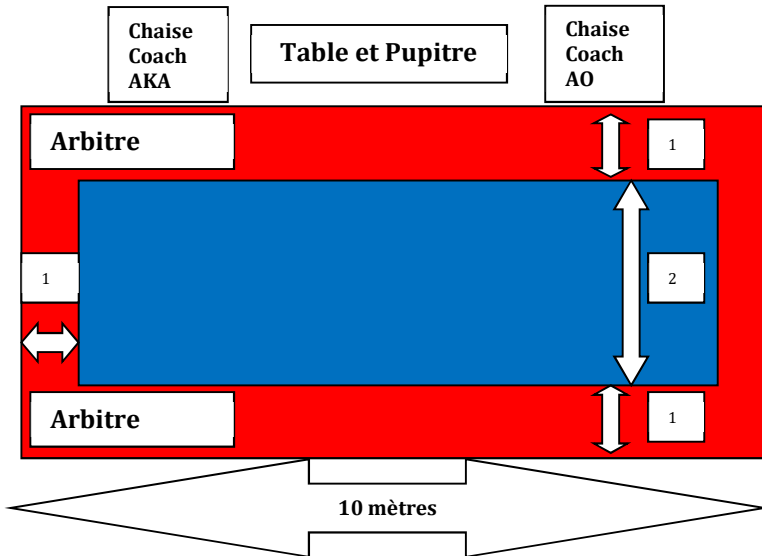 Chaise
Coach
AKA
Table et Pupitre
Chaise
Coach
AO
Arbitre
1
1
2
Arbitre
1
10 mètres